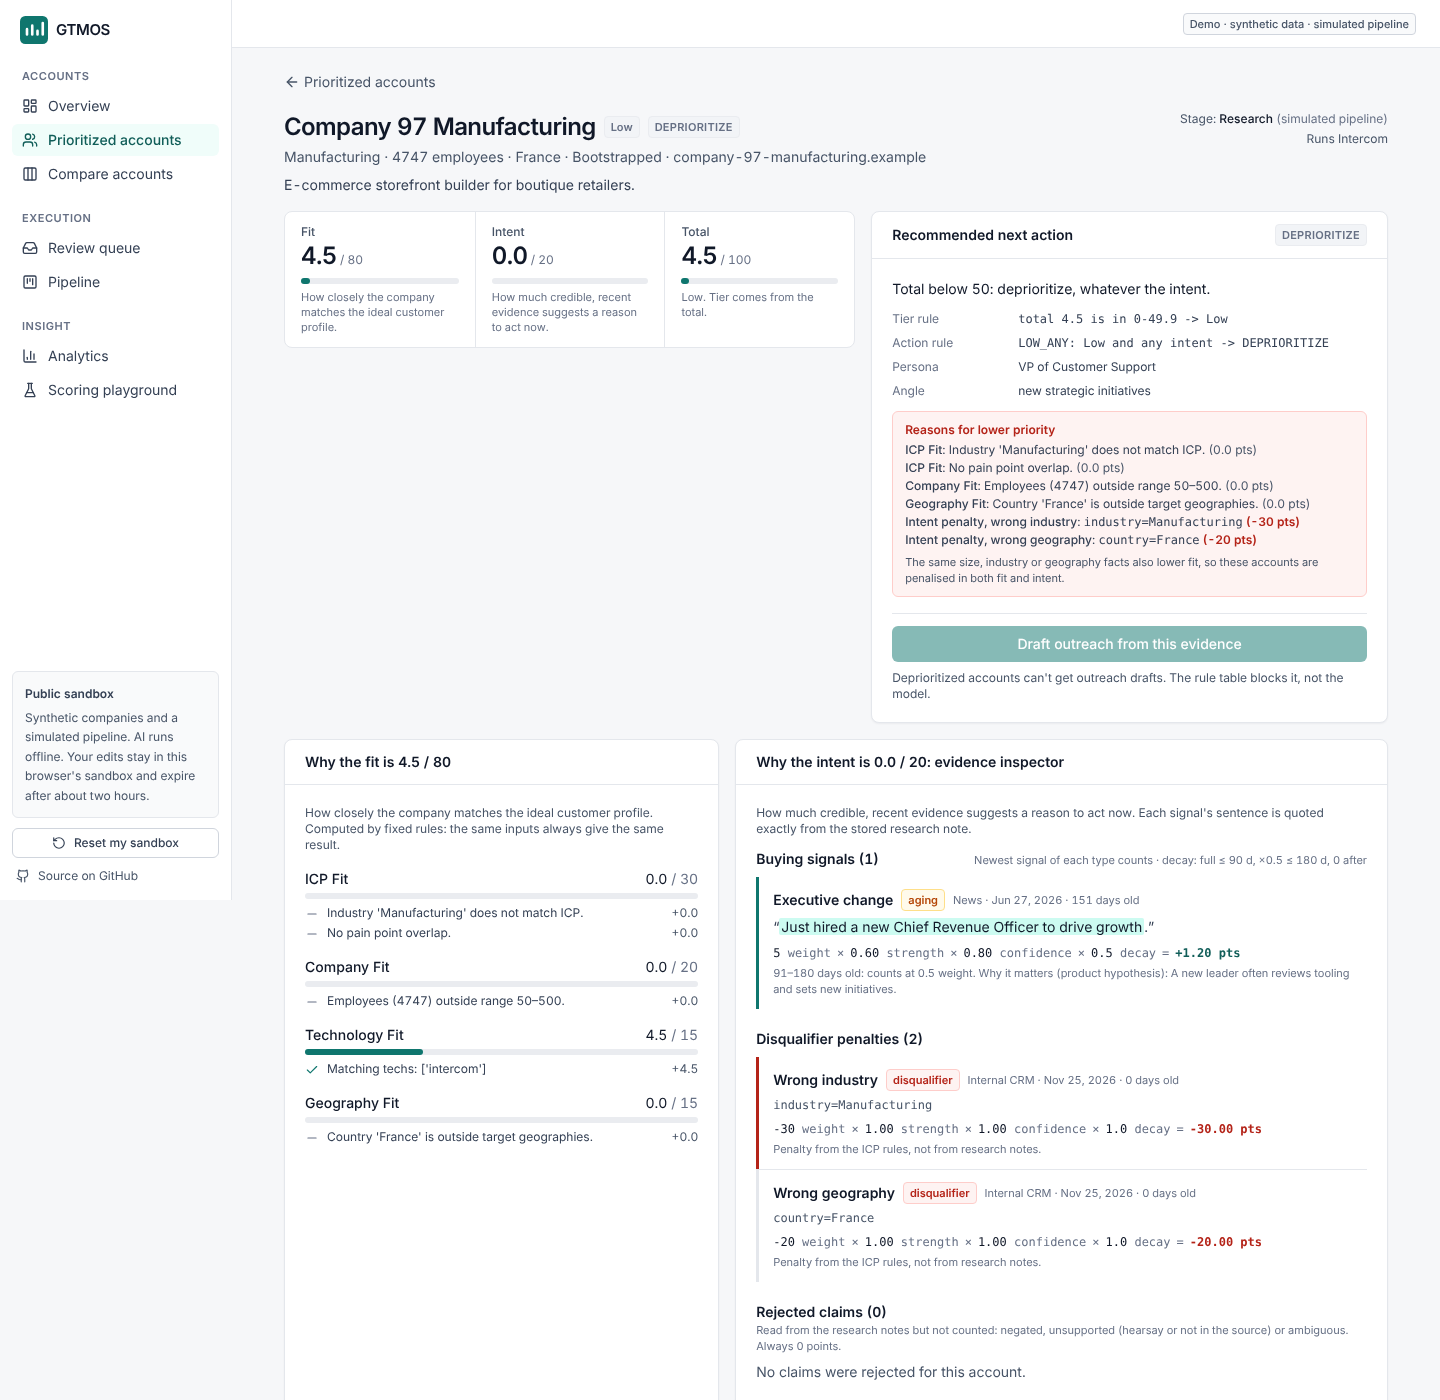 GTMOS
Demo · synthetic data · simulated pipeline
ACCOUNTS
Overview
Prioritized accounts
Compare accounts
EXECUTION
Review queue
Pipeline
INSIGHT
Analytics
Scoring playground
Public sandbox
Synthetic companies and a
simulated pipeline. AI runs
offline. Your edits stay in this
browser's sandbox and expire
after about two hours.
Reset my sandbox
Source on GitHub
← Prioritized accounts
Company 97 Manufacturing Low DEPRIORITIZE
Manufacturing · 4747 employees · France · Bootstrapped · company-97-manufacturing.example
E-commerce storefront builder for boutique retailers.
Stage: Research (simulated pipeline)
Runs Intercom
Fit
4.5 / 80
How closely the company
matches the ideal customer
profile.
Intent
0.0 / 20
How much credible, recent
evidence suggests a reason
to act now.
Total
4.5 / 100
Low. Tier comes from the
total.
Recommended next action DEPRIORITIZE
Total below 50: deprioritize, whatever the intent.
Tier rule total 4.5 is in 0-49.9 -> Low
Action rule LOW_ANY: Low and any intent -> DEPRIORITIZE
Persona VP of Customer Support
Angle new strategic initiatives
Reasons for lower priority
ICP Fit: Industry 'Manufacturing' does not match ICP. (0.0 pts)
ICP Fit: No pain point overlap. (0.0 pts)
Company Fit: Employees (4747) outside range 50–500. (0.0 pts)
Geography Fit: Country 'France' is outside target geographies. (0.0 pts)
Intent penalty, wrong industry: industry=Manufacturing (-30 pts)
Intent penalty, wrong geography: country=France (-20 pts)
The same size, industry or geography facts also lower fit, so these accounts are
penalised in both fit and intent.
Draft outreach from this evidence
Deprioritized accounts can't get outreach drafts. The rule table blocks it, not the
model.
Why the fit is 4.5 / 80
How closely the company matches the ideal customer profile.
Computed by fixed rules: the same inputs always give the same
result.
ICP Fit 0.0 / 30
— Industry 'Manufacturing' does not match ICP. +0.0
— No pain point overlap. +0.0
Company Fit 0.0 / 20
— Employees (4747) outside range 50–500. +0.0
Technology Fit 4.5 / 15
✓ Matching techs: ['intercom'] +4.5
Geography Fit 0.0 / 15
— Country 'France' is outside target geographies. +0.0
Why the intent is 0.0 / 20: evidence inspector
How much credible, recent evidence suggests a reason to act now. Each signal's sentence is quoted
exactly from the stored research note.
Buying signals (1) Newest signal of each type counts · decay: full ≤ 90 d, ×0.5 ≤ 180 d, 0 after
Executive change aging News · Jun 27, 2026 · 151 days old
“Just hired a new Chief Revenue Officer to drive growth.”
5 weight × 0.60 strength × 0.80 confidence × 0.5 decay = +1.20 pts
91–180 days old: counts at 0.5 weight. Why it matters (product hypothesis): A new leader often reviews tooling
and sets new initiatives.
Disqualifier penalties (2)
Wrong industry disqualifier Internal CRM · Nov 25, 2026 · 0 days old
industry=Manufacturing
-30 weight × 1.00 strength × 1.00 confidence × 1.0 decay = -30.00 pts
Penalty from the ICP rules, not from research notes.
Wrong geography disqualifier Internal CRM · Nov 25, 2026 · 0 days old
country=France
-20 weight × 1.00 strength × 1.00 confidence × 1.0 decay = -20.00 pts
Penalty from the ICP rules, not from research notes.
Rejected claims (0)
Read from the research notes but not counted: negated, unsupported (hearsay or not in the source) or ambiguous.
Always 0 points.
No claims were rejected for this account.